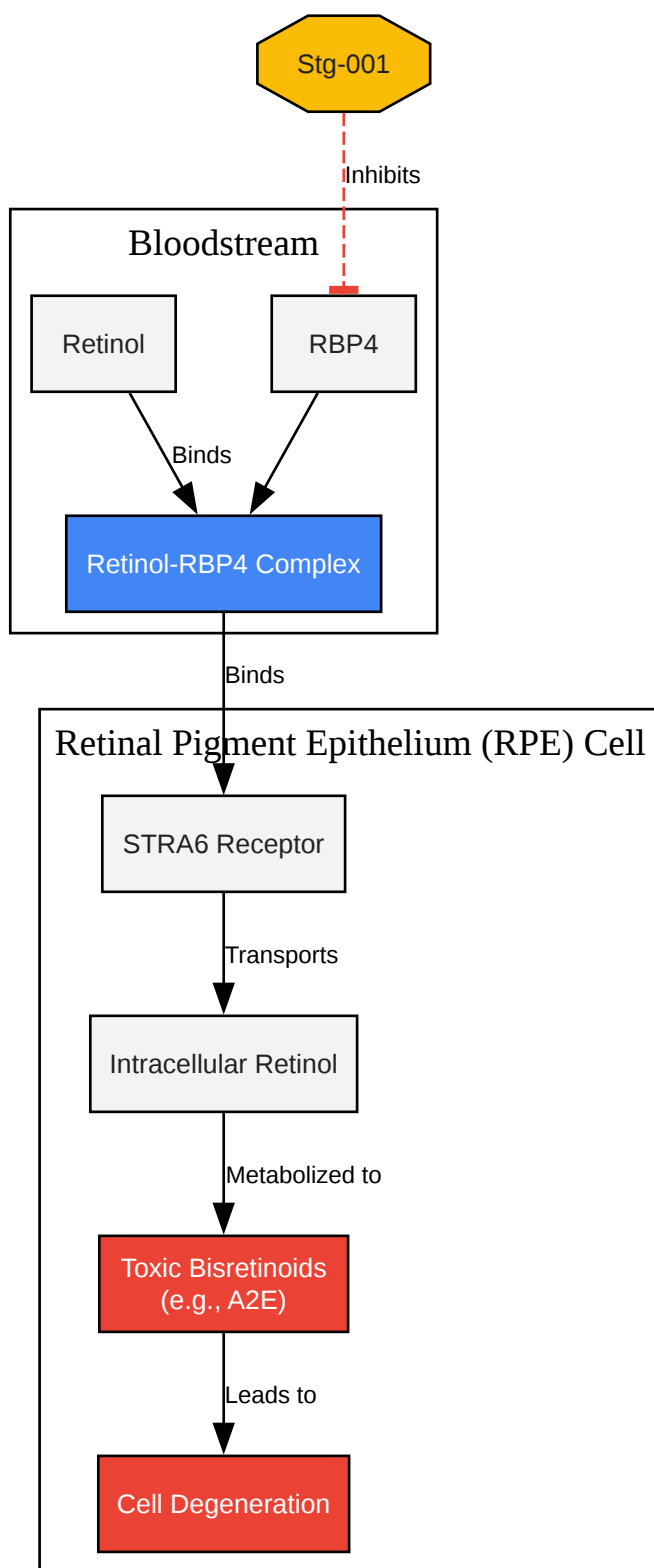 Stg-001
Inhibits
Bloodstream
Retinol
RBP4
Binds
Retinol-RBP4 Complex
Binds
Retinal Pigment Epithelium (RPE) Cell
STRA6 Receptor
Transports
Intracellular Retinol
Metabolized to
Toxic Bisretinoids
(e.g., A2E)
Leads to
Cell Degeneration